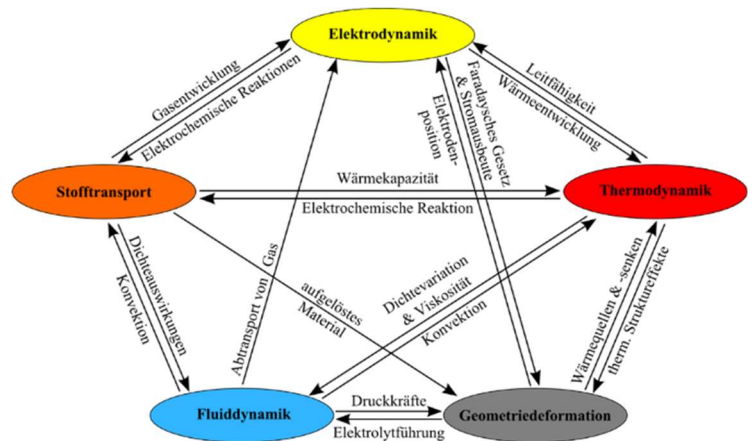 Elektrodynamik
Gasentwicklung
Elektrochemische Reaktionen
Leitfähigkeit
Wärmeentwicklung
Faradaysches Gesetz
& Stromausbeute
Elektroden-
position
Stofftransport
Wärmekapazität
Elektrochemische Reaktion
Thermodynamik
Dichteauswirkungen
Konvektion
Abtransport von Gas
aufgelöstes
Material
Dichtevariation
& Viskosität
Konvektion
Wärmequellen & -senken
therm. Struktureffekte
Fluiddynamik
Druckkräfte
Elektrolytführung
Geometriedeformation